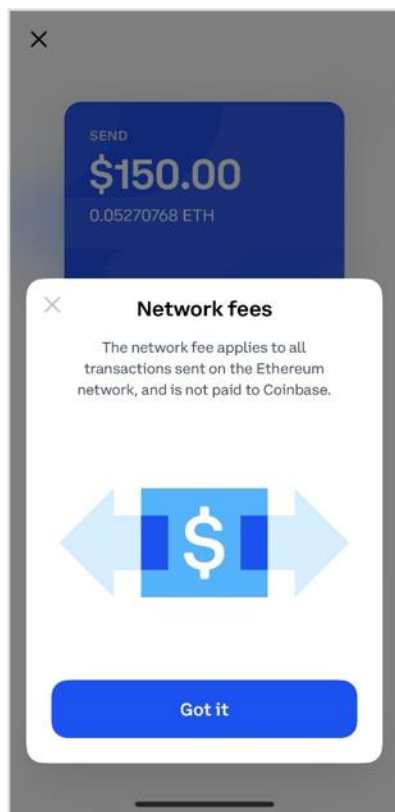 SEND
$150.00
0.05270768 ETH
Network fees
The network fee applies to all
transactions sent on the Ethereum
network, and is not paid to Coinbase.
$
Got it